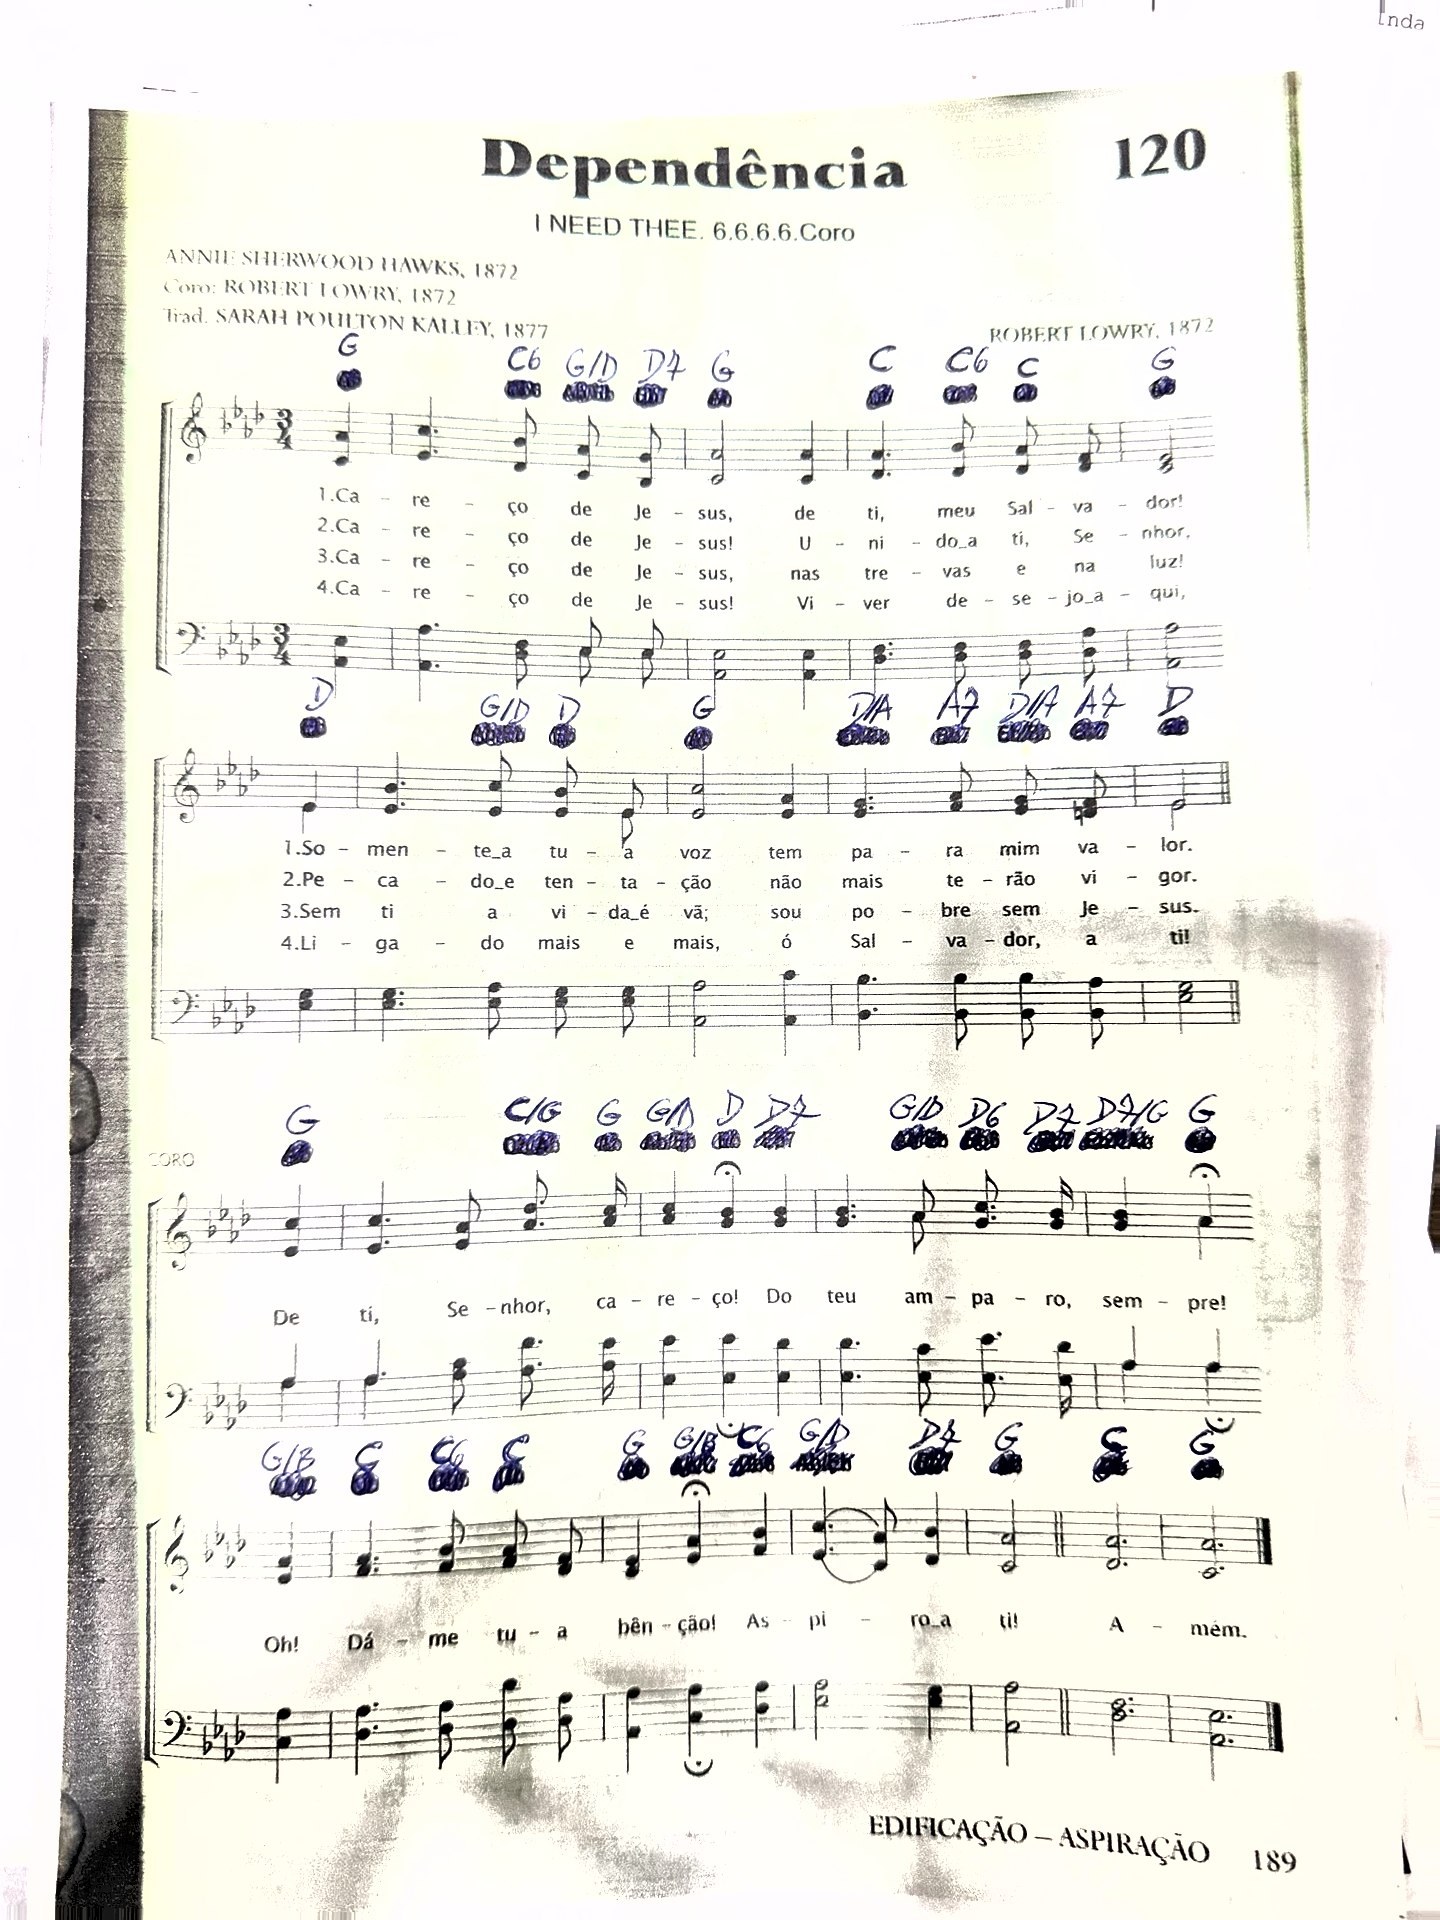 Inda
Dependência 120
I NEED THEE. 6.6.6.6.Coro
ANNIE SHERWOOD HAWKS, 1872
Coro: ROBERT LOWRY, 1872
Trad. SARAH POULTON KALLEY, 1877
ROBERT LOWRY, 1872
G C6 G/D D7 G C C6 C G
3 4
1.Ca - re - ço de Je - sus, de ti, meu Sal - va - dor!
2.Ca - re - ço de Je - sus! U - ni - do_a ti, Se - nhor,
3.Ca - re - ço de Je - sus, nas tre - vas e na luz!
4.Ca - re - ço de Je - sus! Vi - ver de - se - jo_a - qui,
3 4
D G/D D G D/A A7 D/A A7 D
1.So - men - te_a tu - a voz tem pa - ra mim va - lor.
2.Pe - ca - do_e ten - ta - ção não mais te - rão vi - gor.
3.Sem ti a vi - da_é vã; sou po - bre sem Je - sus.
4.Li - ga - do mais e mais, ó Sal - va - dor, a ti!
G C/G G G/D D D7 G/D D6 D7 D7/G G
CORO
De ti, Se - nhor, ca - re - ço! Do teu am - pa - ro, sem - pre!
G/B C C6 C G G/B C6 G/D D7 G C G
Oh! Dá - me tu - a bên - ção! As - pi - ro_a ti! A - mém.
EDIFICAÇÃO – ASPIRAÇÃO 189